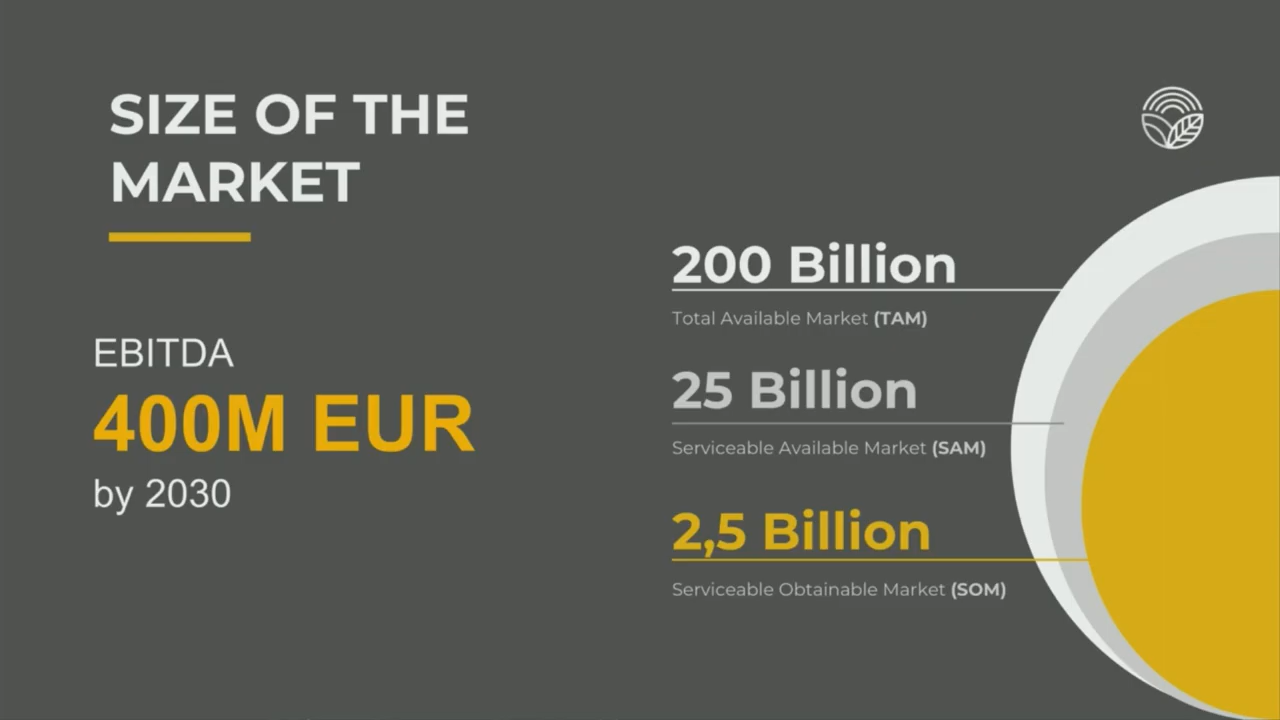 SIZE OF THE
MARKET
EBITDA
400M EUR
by 2030
200 Billion
Total Available Market (TAM)
25 Billion
Serviceable Available Market (SAM)
2,5 Billion
Serviceable Obtainable Market (SOM)